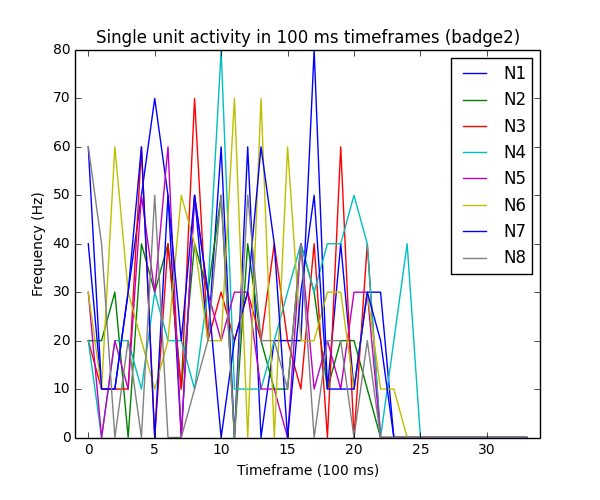 Single unit activity in 100 ms timeframes (badge2)
80
70
60
50
40
30
20
10
0
Frequency (Hz)
N1
N2
N3
N4
N5
N6
N7
N8
0 5 10 15 20 25 30
Timeframe (100 ms)